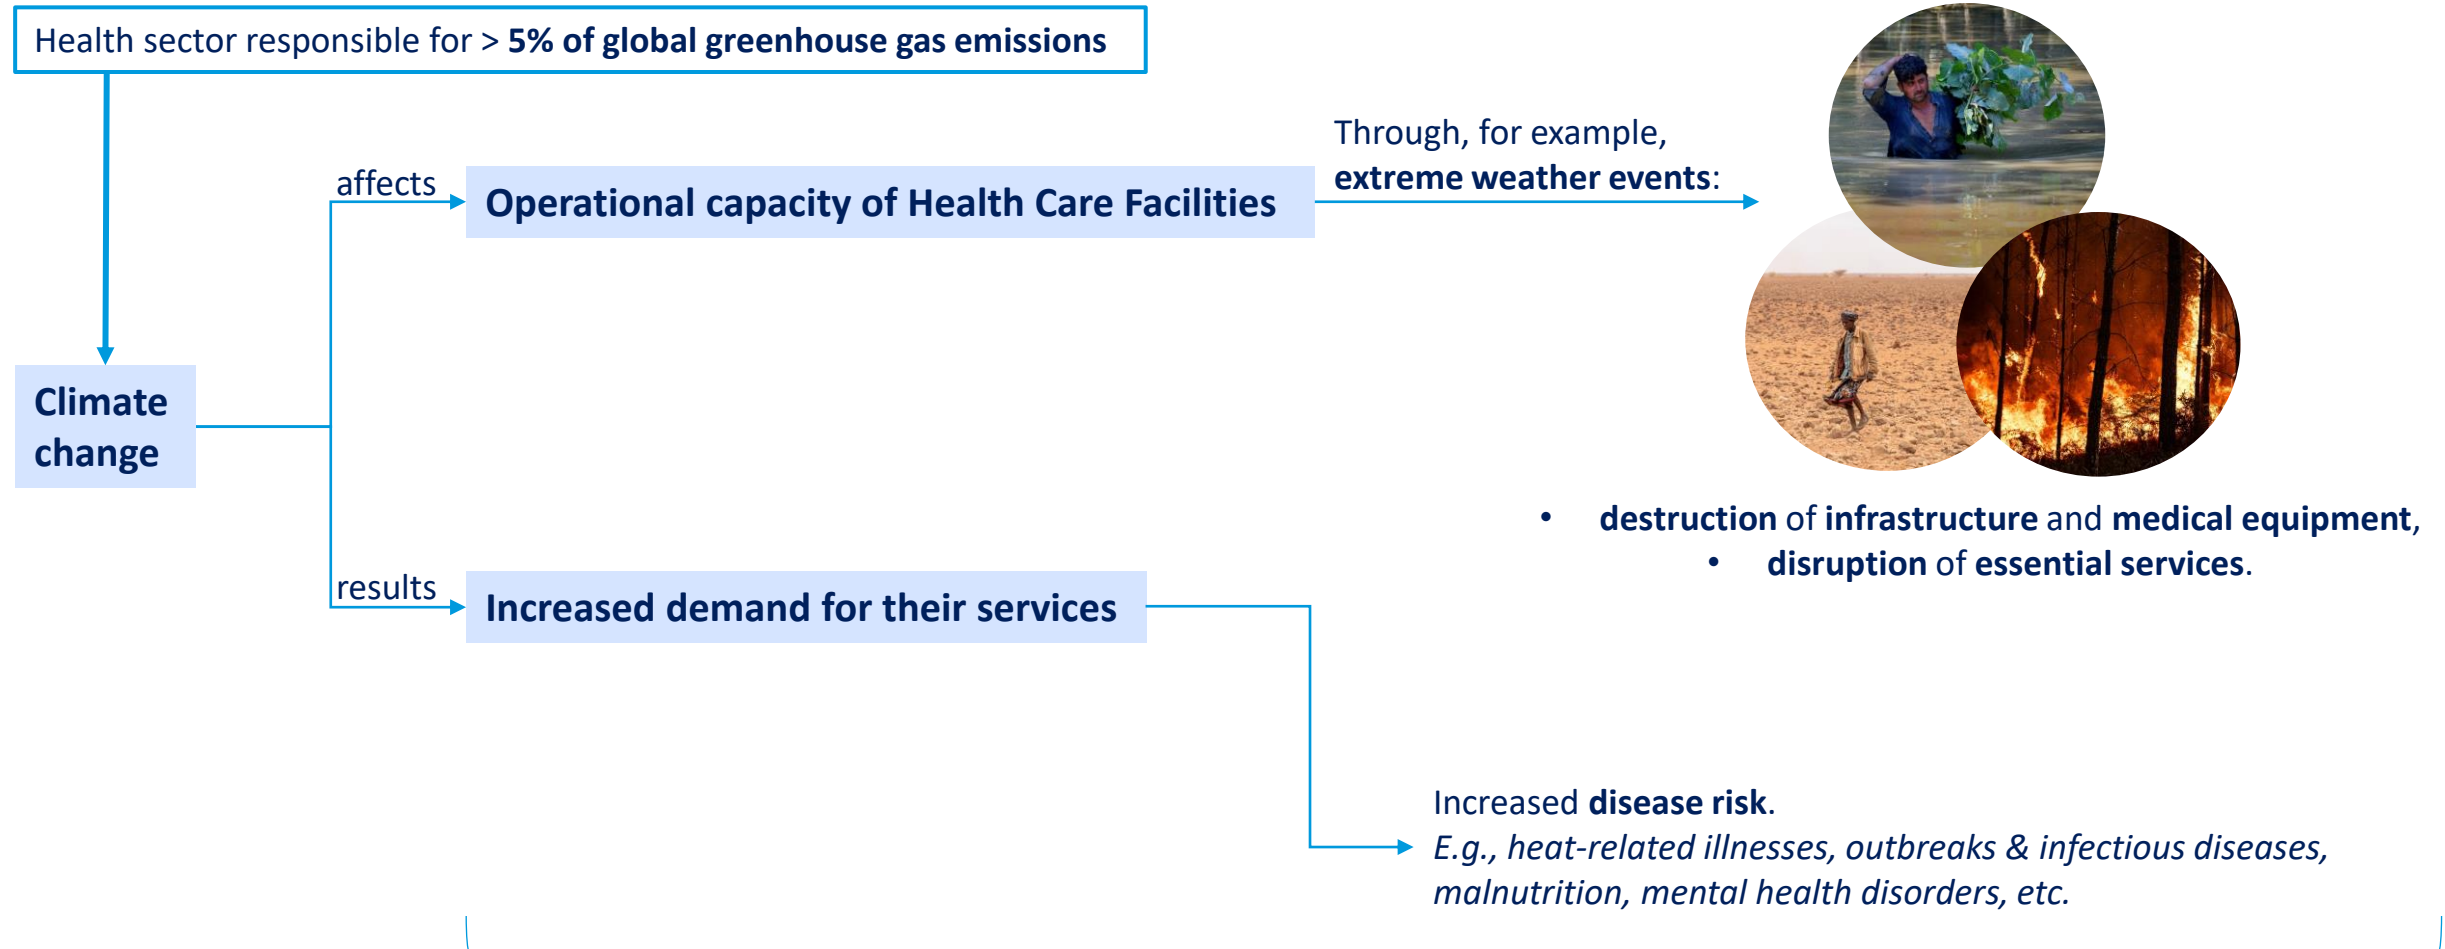 Health sector responsible for > 5% of global greenhouse gas emissions
Through, for example,
extreme weather events:
affects
Operational capacity of Health Care Facilities
Climate
change
• destruction of infrastructure and medical equipment,
• disruption of essential services.
results
Increased demand for their services
Increased disease risk.
E.g., heat-related illnesses, outbreaks & infectious diseases,
malnutrition, mental health disorders, etc.